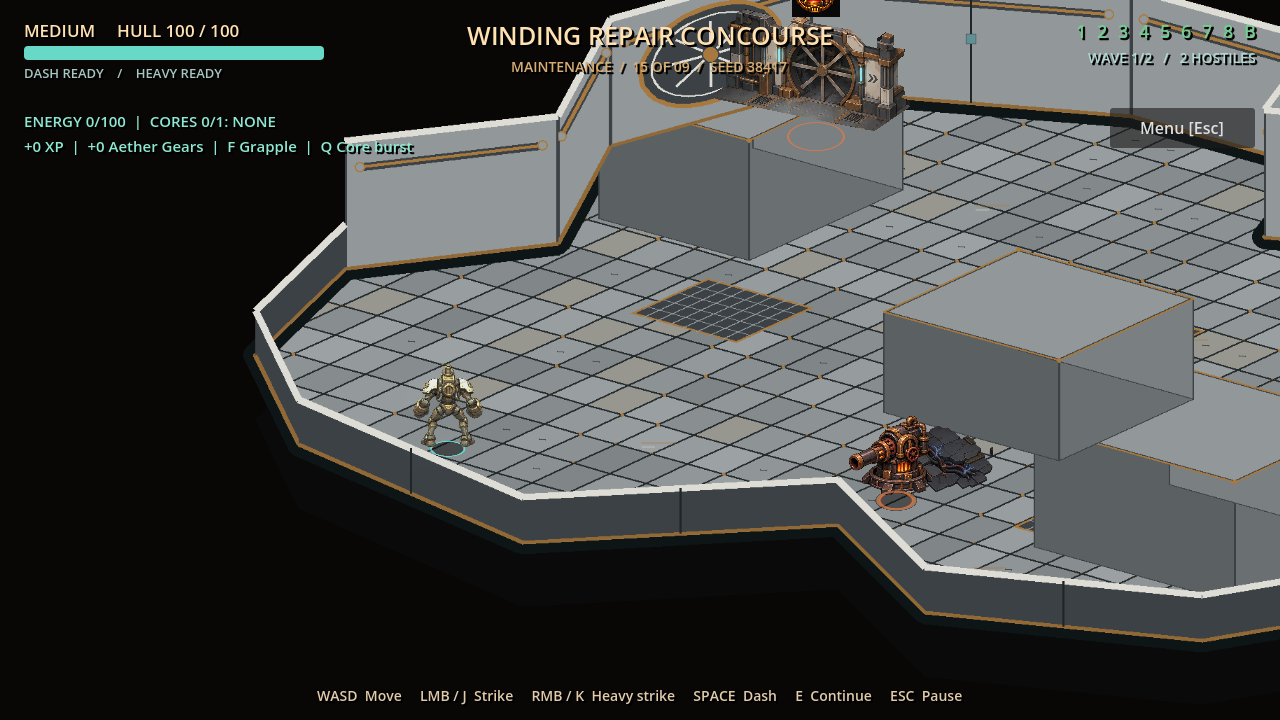 MEDIUM HULL 100 / 100
DASH READY / HEAVY READY
ENERGY 0/100 | CORES 0/1: NONE
+0 XP | +0 Aether Gears | F Grapple | Q Core burst
WINDING REPAIR CONCOURSE
MAINTENANCE / 15 OF 09 / SEED 38417
1 2 3 4 5 6 7 8 B
WAVE 1/2 / 2 HOSTILES
Menu [Esc]
WASD Move LMB / J Strike RMB / K Heavy strike SPACE Dash E Continue ESC Pause